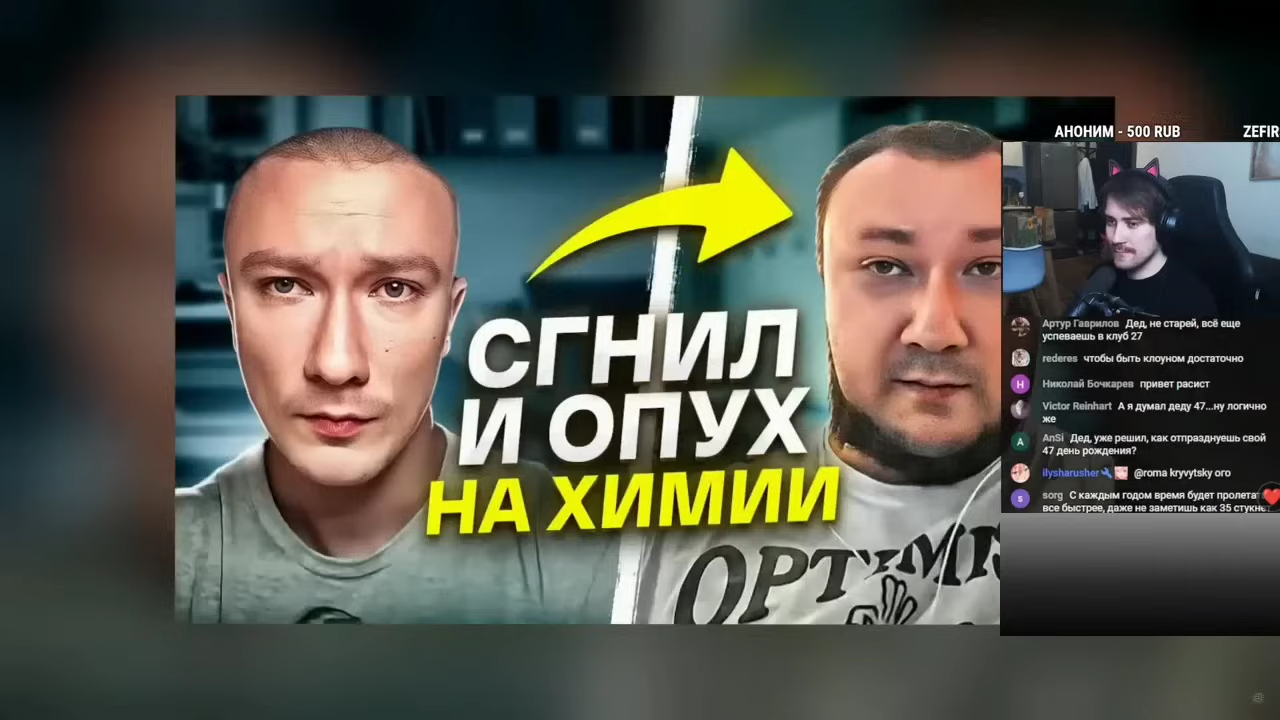 СГНИЛ
И ОПУХ
НА ХИМИИ
АНОНИМ - 500 RUB
ZEFIR
Артур Гаврилов Дед, не старей, всё еще
успеваешь в клуб 27
rederes чтобы быть клоуном достаточно
Н
Николай Бочкарев привет расист
Victor Reinhart А я думал деду 47...ну логично
же
A
AnSi Дед, уже решил, как отпразднуешь свой
47 день рождения?
ilysharusher @roma kryvytsky ого
s
sorg С каждым годом время будет пролета
все быстрее, даже не заметишь как 35 стукне